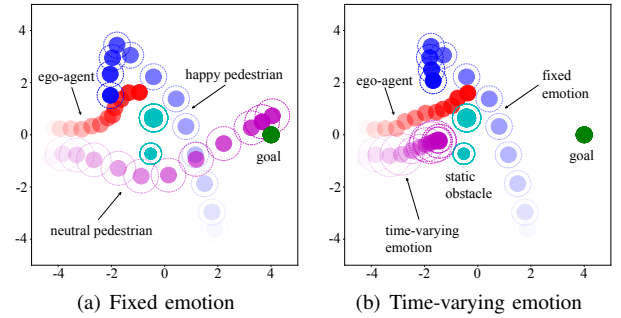 4
2
0
-2
-4
-4
-2
0
2
4
ego-agent
happy pedestrian
goal
neutral pedestrian
(a) Fixed emotion
4
2
0
-2
-4
-4
-2
0
2
4
ego-agent
fixed
emotion
goal
static
obstacle
time-varying
emotion
(b) Time-varying emotion